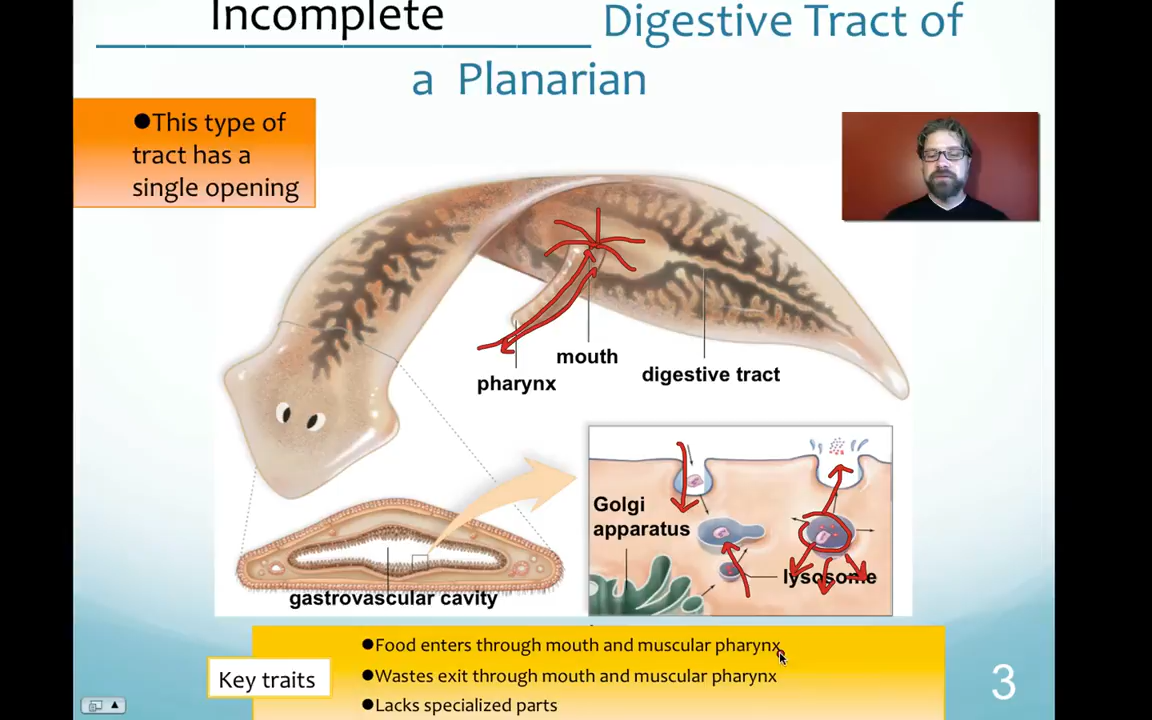 Incomplete
Digestive Tract of
a Planarian
●This type of
tract has a
single opening
mouth
pharynx
digestive tract
Golgi
apparatus
lysosome
gastrovascular cavity
Key traits
●Food enters through mouth and muscular pharynx
●Wastes exit through mouth and muscular pharynx
●Lacks specialized parts
3